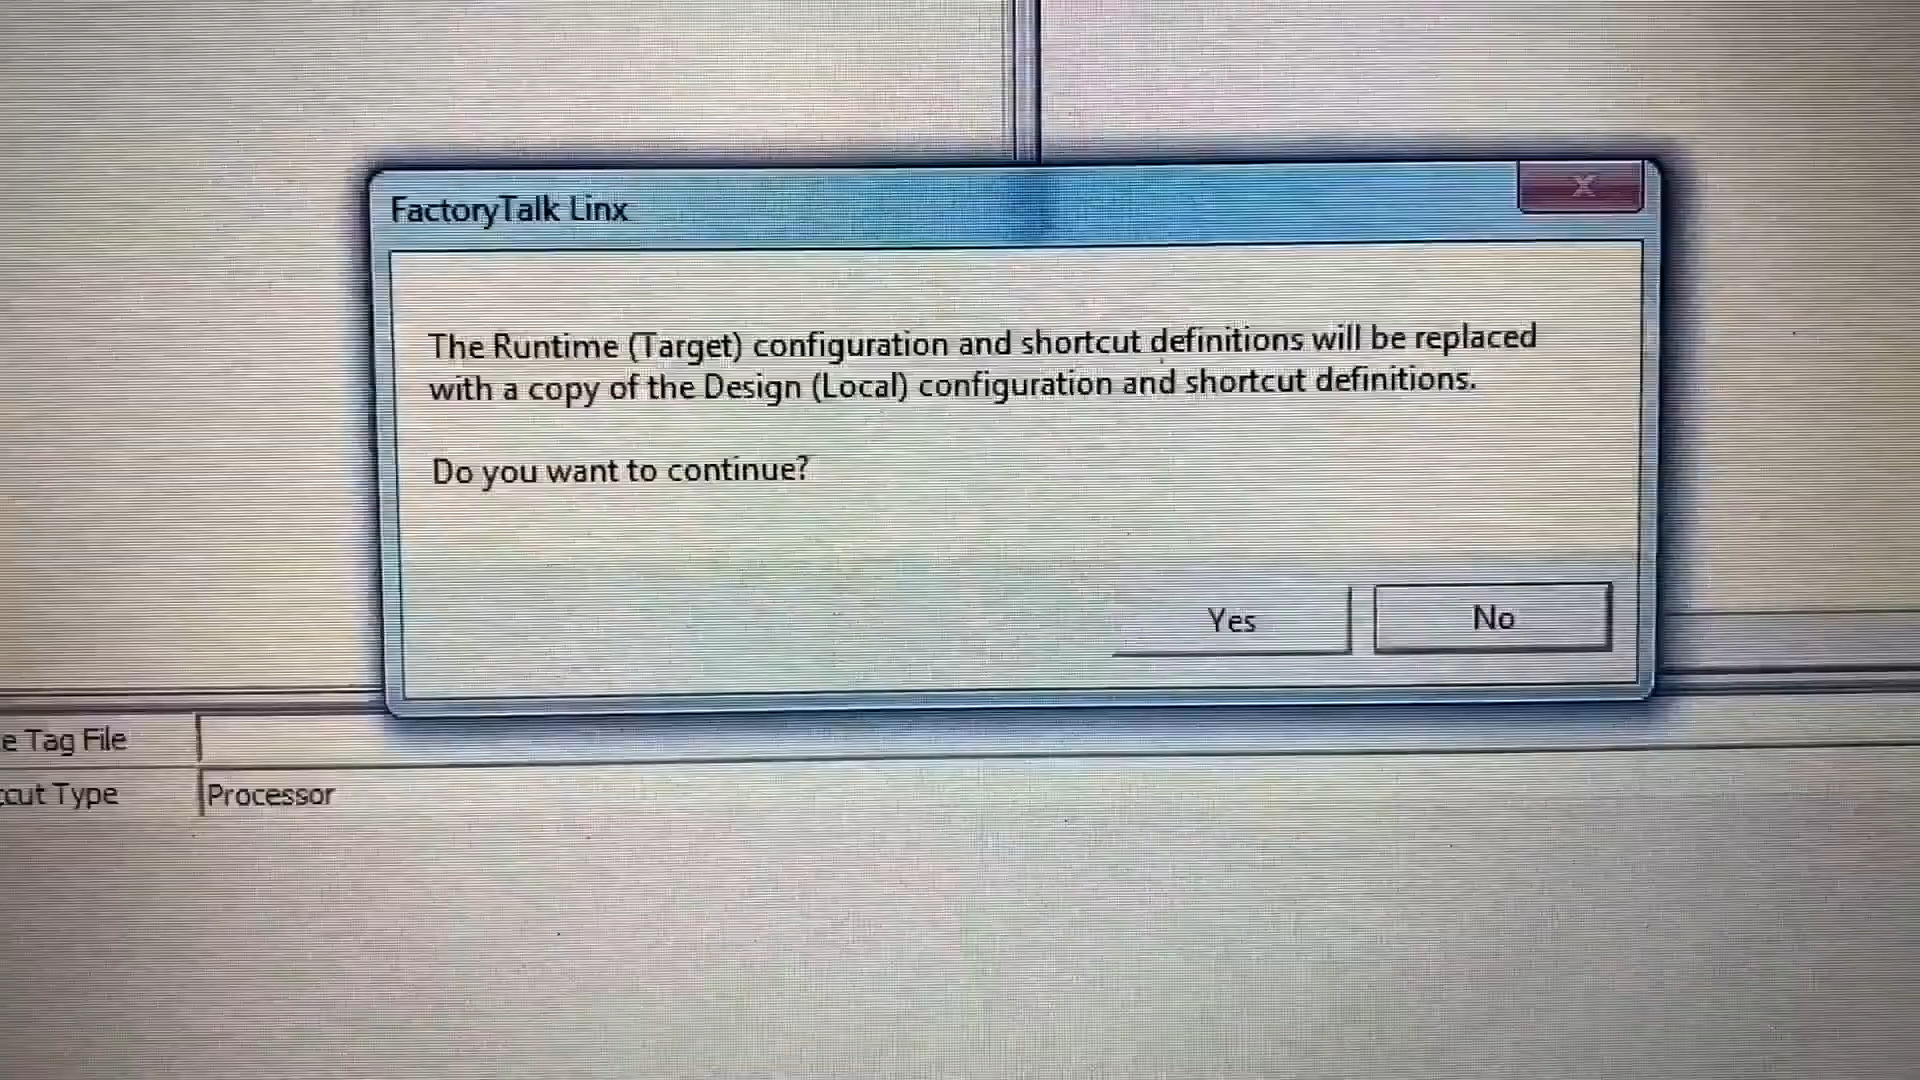 FactoryTalk Linx
X
The Runtime (Target) configuration and shortcut definitions will be replaced
with a copy of the Design (Local) configuration and shortcut definitions.
Do you want to continue?
Yes
No
e Tag File
cut Type
Processor